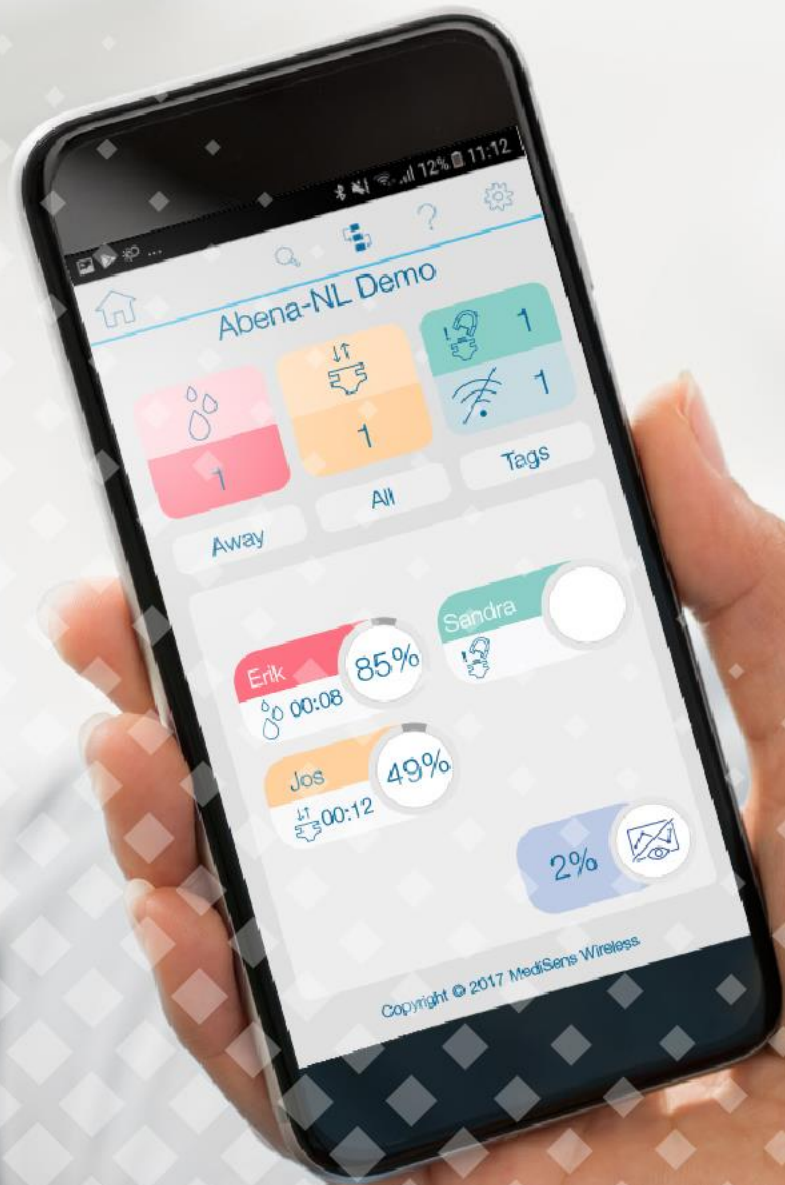 12% 11:12
...
?
Abena-NL Demo
1
1
1
1
Away
All
Tags
Erik
85%
00:08
Sandra
Jos
49%
00:12
2%
Copyright © 2017 MediSens Wireless